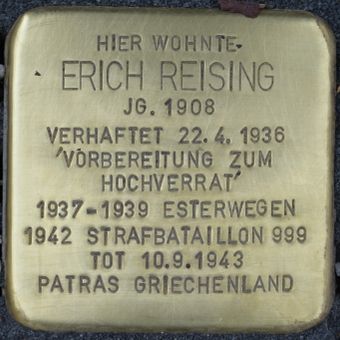 HIER WOHNTE
ERICH REISING
JG. 1908
VERHAFTET 22.4.1936
'VORBEREITUNG ZUM
HOCHVERRAT'
1937-1939 ESTERWEGEN
1942 STRAFBATAILLON 999
TOT 10.9.1943
PATRAS GRIECHENLAND